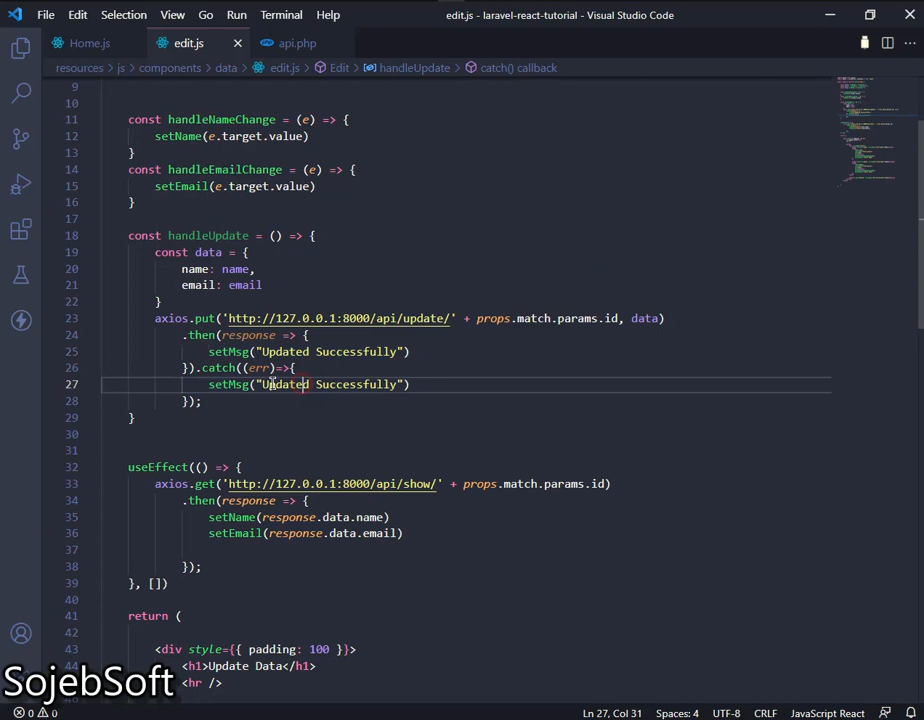 File Edit Selection View Go Run Terminal Help edit.js - laravel-react-tutorial - Visual Studio Code
Home.js edit.js api.php
resources > js > components > data > edit.js > Edit > handleUpdate > catch() callback
9
10
11 const handleNameChange = (e) => {
12 setName(e.target.value)
13 }
14 const handleEmailChange = (e) => {
15 setEmail(e.target.value)
16 }
17
18 const handleUpdate = () => {
19 const data = {
20 name: name,
21 email: email
22 }
23 axios.put('http://127.0.0.1:8000/api/update/' + props.match.params.id, data)
24 .then(response => {
25 setMsg("Updated Successfully")
26 }).catch((err)=>{
27 setMsg("Updated Successfully")
28 });
29 }
30
31
32 useEffect(() => {
33 axios.get('http://127.0.0.1:8000/api/show/' + props.match.params.id)
34 .then(response => {
35 setName(response.data.name)
36 setEmail(response.data.email)
37
38 });
39 }, [])
40
41 return (
42
43 <div style={{ padding: 100 }}>
44 <h1>Update Data</h1>
<hr />
SojebSoft
0 0 Ln 27, Col 31 Spaces: 4 UTF-8 CRLF JavaScript React